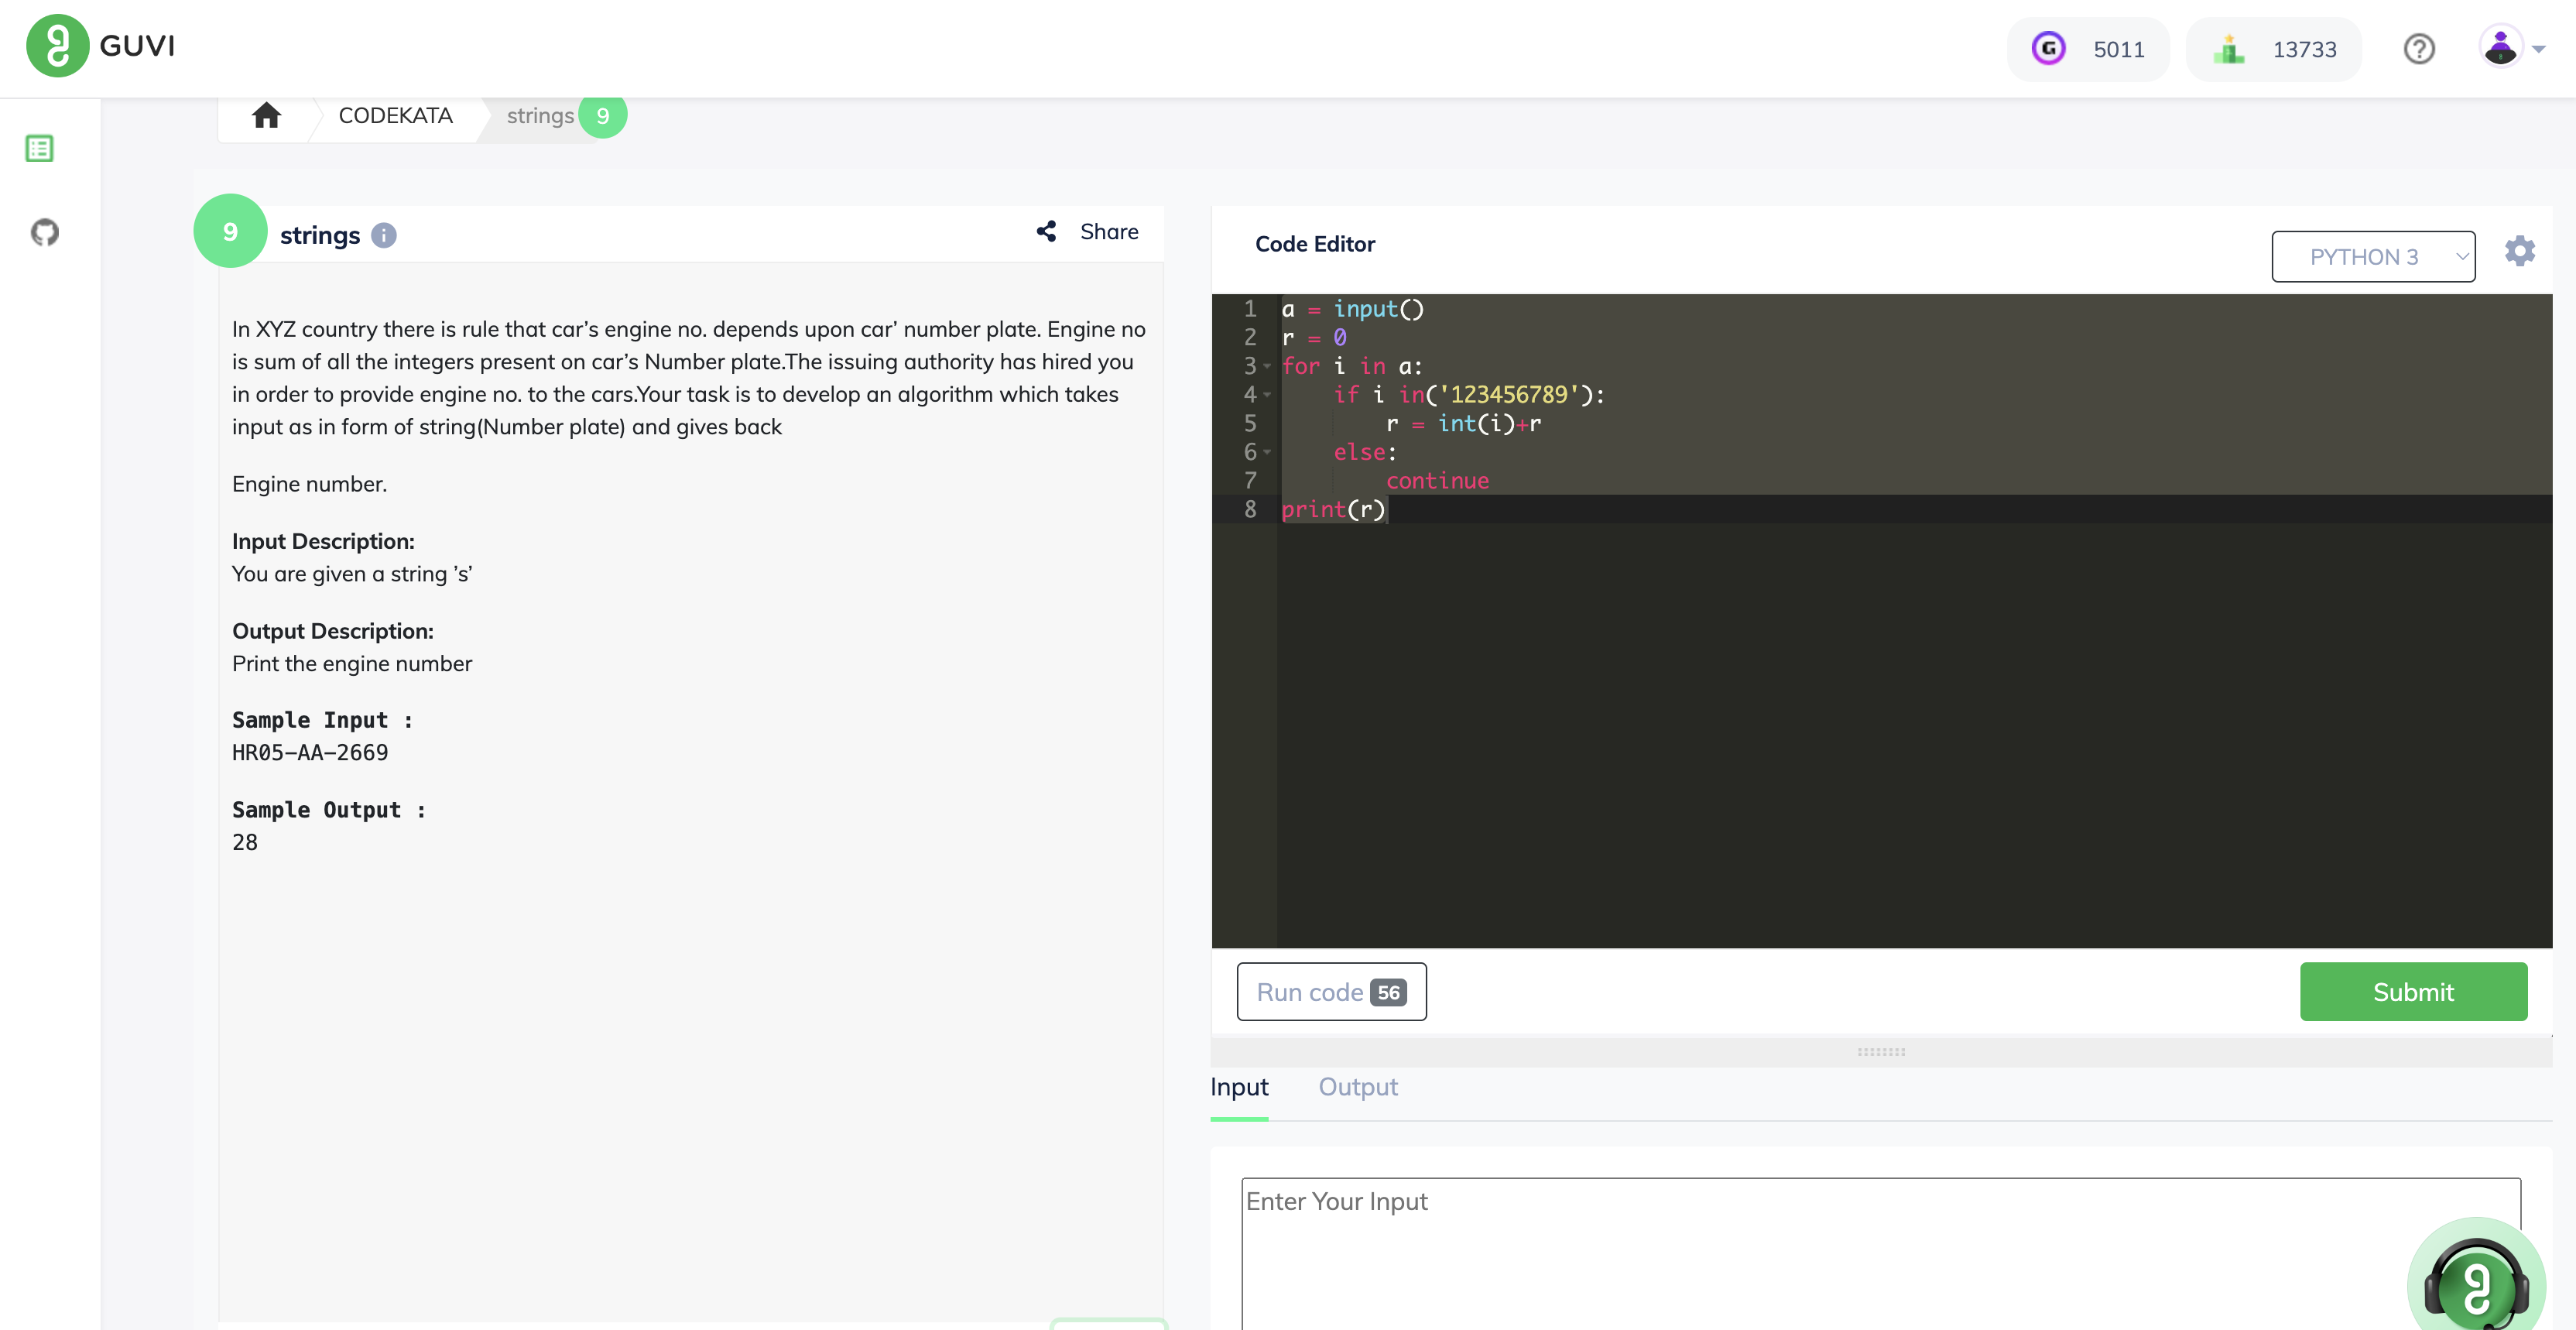 GUVI
5011
13733
CODEKATA
strings 9
9
strings
Share
In XYZ country there is rule that car’s engine no. depends upon car’ number plate. Engine no
is sum of all the integers present on car’s Number plate.The issuing authority has hired you
in order to provide engine no. to the cars.Your task is to develop an algorithm which takes
input as in form of string(Number plate) and gives back
Engine number.
Input Description:
You are given a string ’s’
Output Description:
Print the engine number
Sample Input :
HR05-AA-2669
Sample Output :
28
Code Editor
PYTHON 3
1 a = input()
2 r = 0
3 for i in a:
4     if i in('123456789'):
5         r = int(i)+r
6     else:
7         continue
8 print(r)
Run code 56
Submit
Input
Output
Enter Your Input